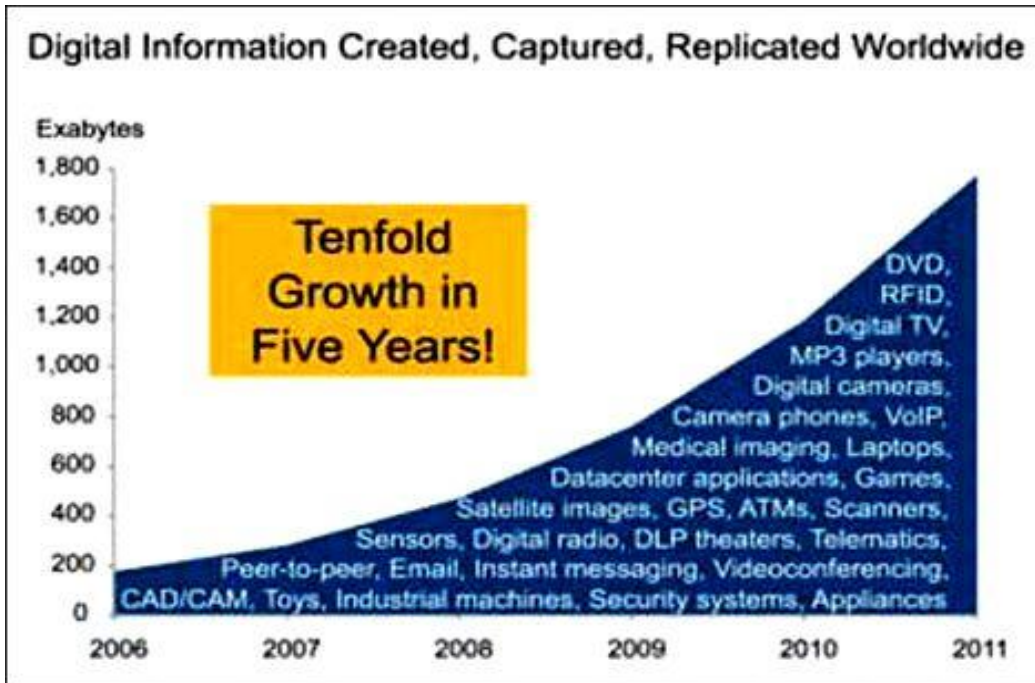 Digital Information Created, Captured, Replicated Worldwide
Exabytes
1,800
1,600
1,400
1,200
1,000
800
600
400
200
0
Tenfold
Growth in
Five Years!
DVD,
RFID,
Digital TV,
MP3 players,
Digital cameras,
Camera phones, VoIP,
Medical imaging, Laptops,
Datacenter applications, Games,
Satellite images, GPS, ATMs, Scanners,
Sensors, Digital radio, DLP theaters, Telematics,
Peer-to-peer, Email, Instant messaging, Videoconferencing,
CAD/CAM, Toys, Industrial machines, Security systems, Appliances
2006 2007 2008 2009 2010 2011